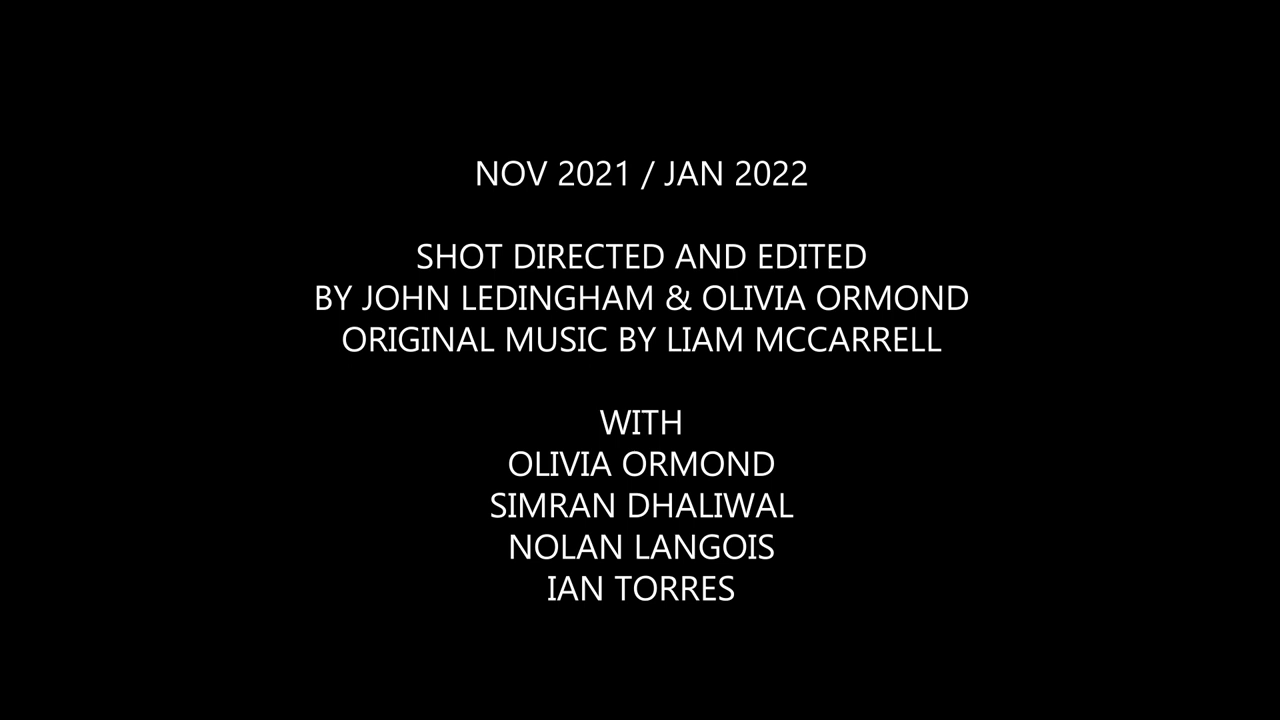 NOV 2021 / JAN 2022
SHOT DIRECTED AND EDITED
BY JOHN LEDINGHAM & OLIVIA ORMOND
ORIGINAL MUSIC BY LIAM MCCARRELL
WITH
OLIVIA ORMOND
SIMRAN DHALIWAL
NOLAN LANGOIS
IAN TORRES